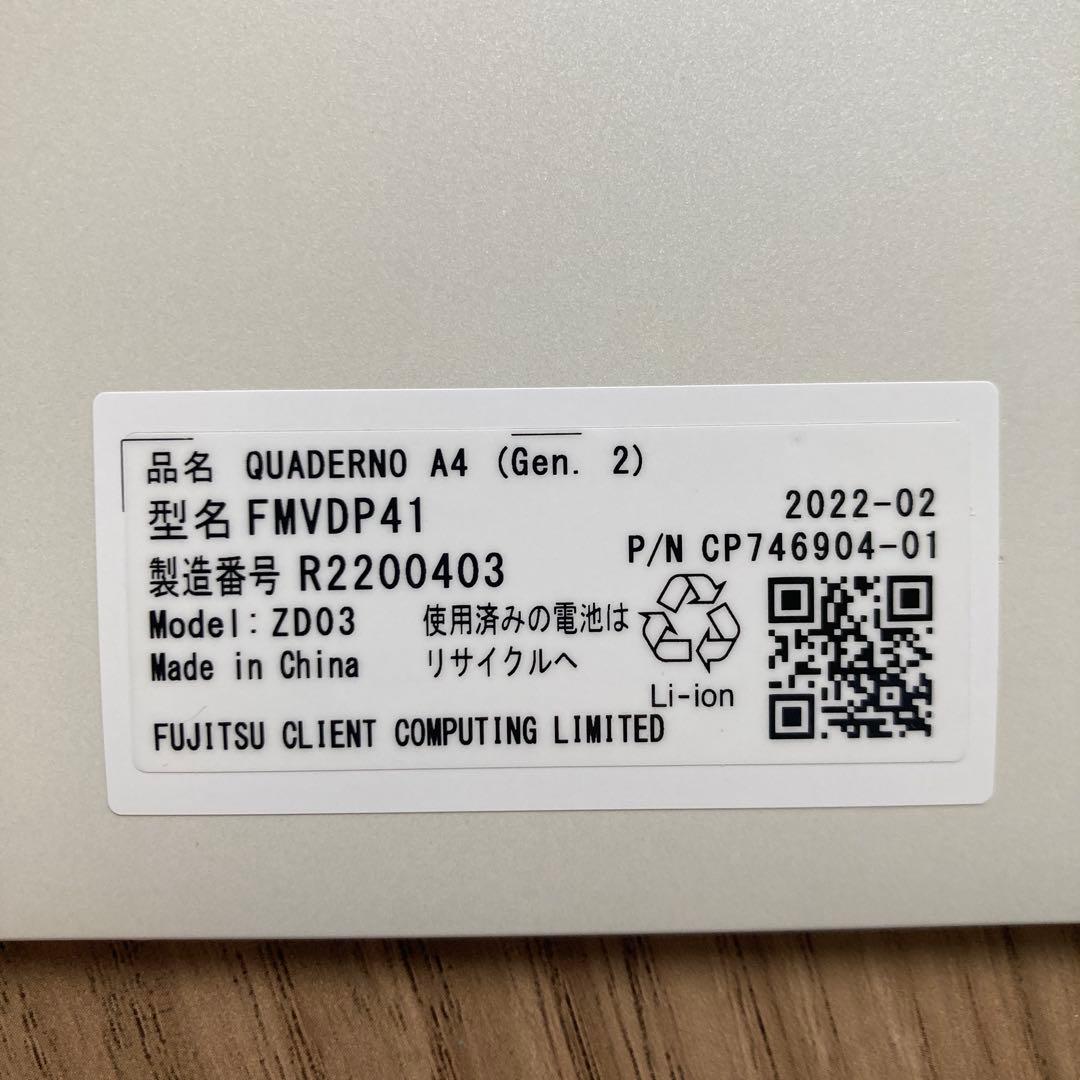 品名 QUADERNO A4 (Gen. 2)
型名 FMVDP41
2022-02
P/N CP746904-01
製造番号 R2200403
Model: ZD03
Made in China
使用済みの電池は
リサイクルへ
Li-ion
FUJITSU CLIENT COMPUTING LIMITED